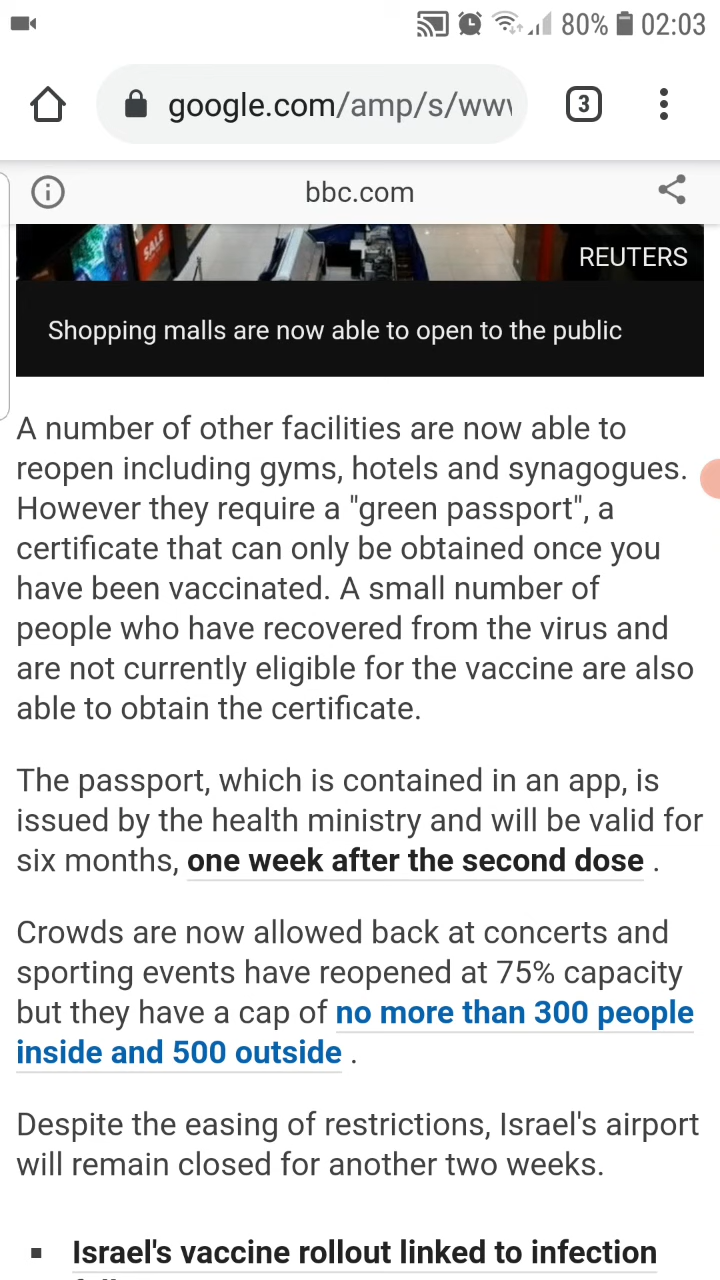 80% 02:03
google.com/amp/s/www
3
bbc.com
SALE
REUTERS
Shopping malls are now able to open to the public
A number of other facilities are now able to
reopen including gyms, hotels and synagogues.
However they require a "green passport", a
certificate that can only be obtained once you
have been vaccinated. A small number of
people who have recovered from the virus and
are not currently eligible for the vaccine are also
able to obtain the certificate.
The passport, which is contained in an app, is
issued by the health ministry and will be valid for
six months, one week after the second dose .
Crowds are now allowed back at concerts and
sporting events have reopened at 75% capacity
but they have a cap of no more than 300 people
inside and 500 outside .
Despite the easing of restrictions, Israel's airport
will remain closed for another two weeks.
▪ Israel's vaccine rollout linked to infection